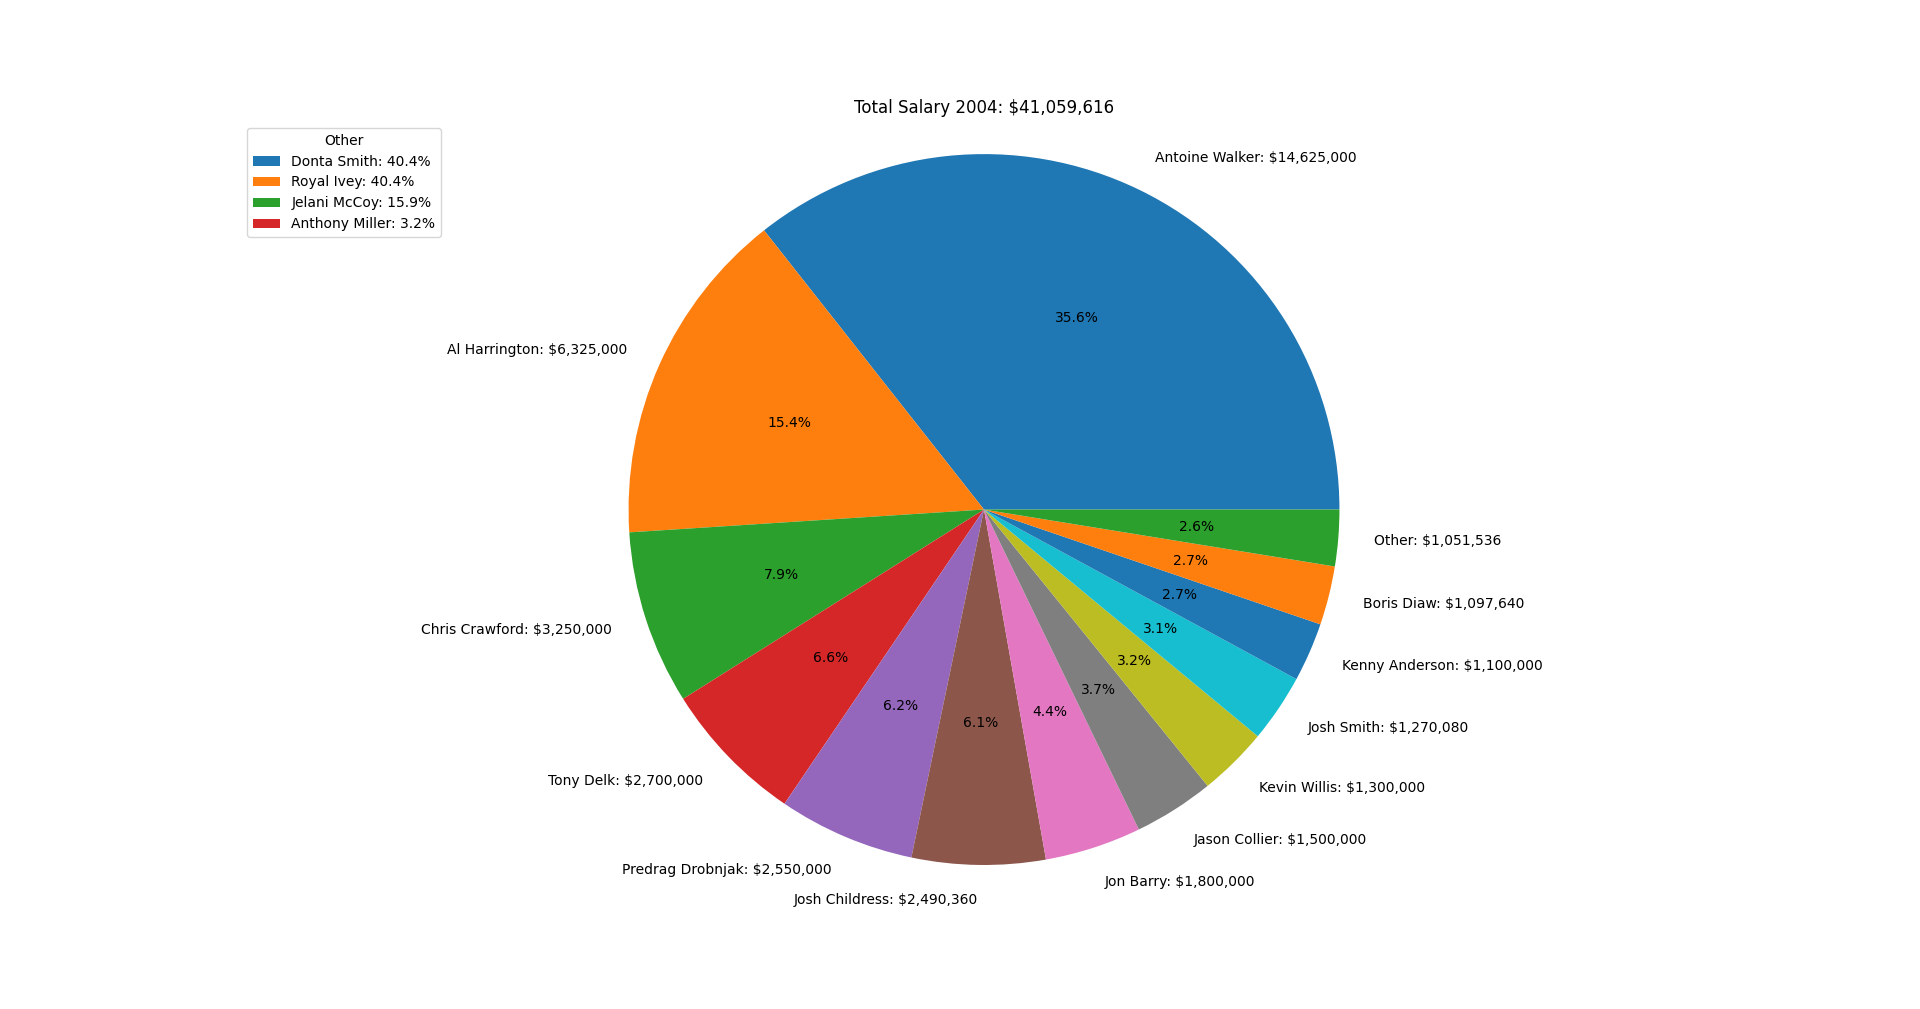 Total Salary 2004: $41,059,616
Other
Donta Smith: 40.4%
Royal Ivey: 40.4%
Jelani McCoy: 15.9%
Anthony Miller: 3.2%
Antoine Walker: $14,625,000
35.6%
Al Harrington: $6,325,000
15.4%
Chris Crawford: $3,250,000
7.9%
Tony Delk: $2,700,000
6.6%
Predrag Drobnjak: $2,550,000
6.2%
Josh Childress: $2,490,360
6.1%
Jon Barry: $1,800,000
4.4%
Jason Collier: $1,500,000
3.7%
Kevin Willis: $1,300,000
3.2%
Josh Smith: $1,270,080
3.1%
Kenny Anderson: $1,100,000
2.7%
Boris Diaw: $1,097,640
2.7%
Other: $1,051,536
2.6%